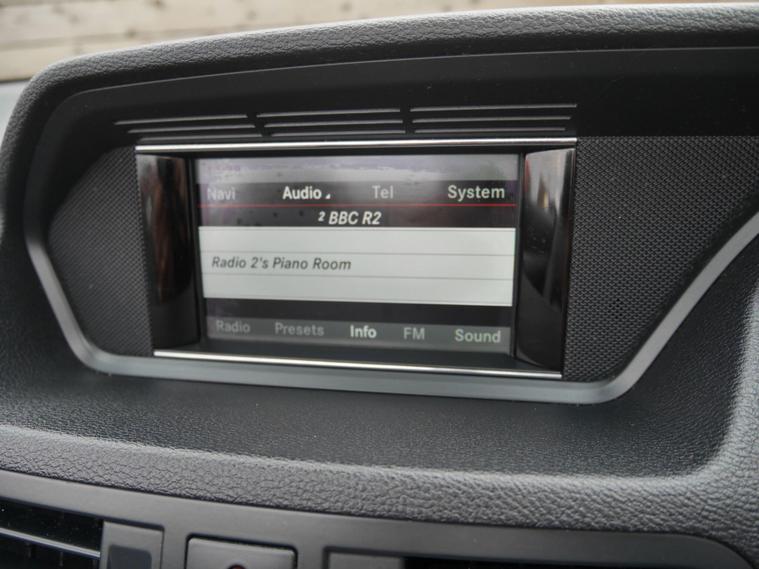 Navi Audio Tel System
2 BBC R2
Radio 2's Piano Room
Radio Presets Info FM Sound